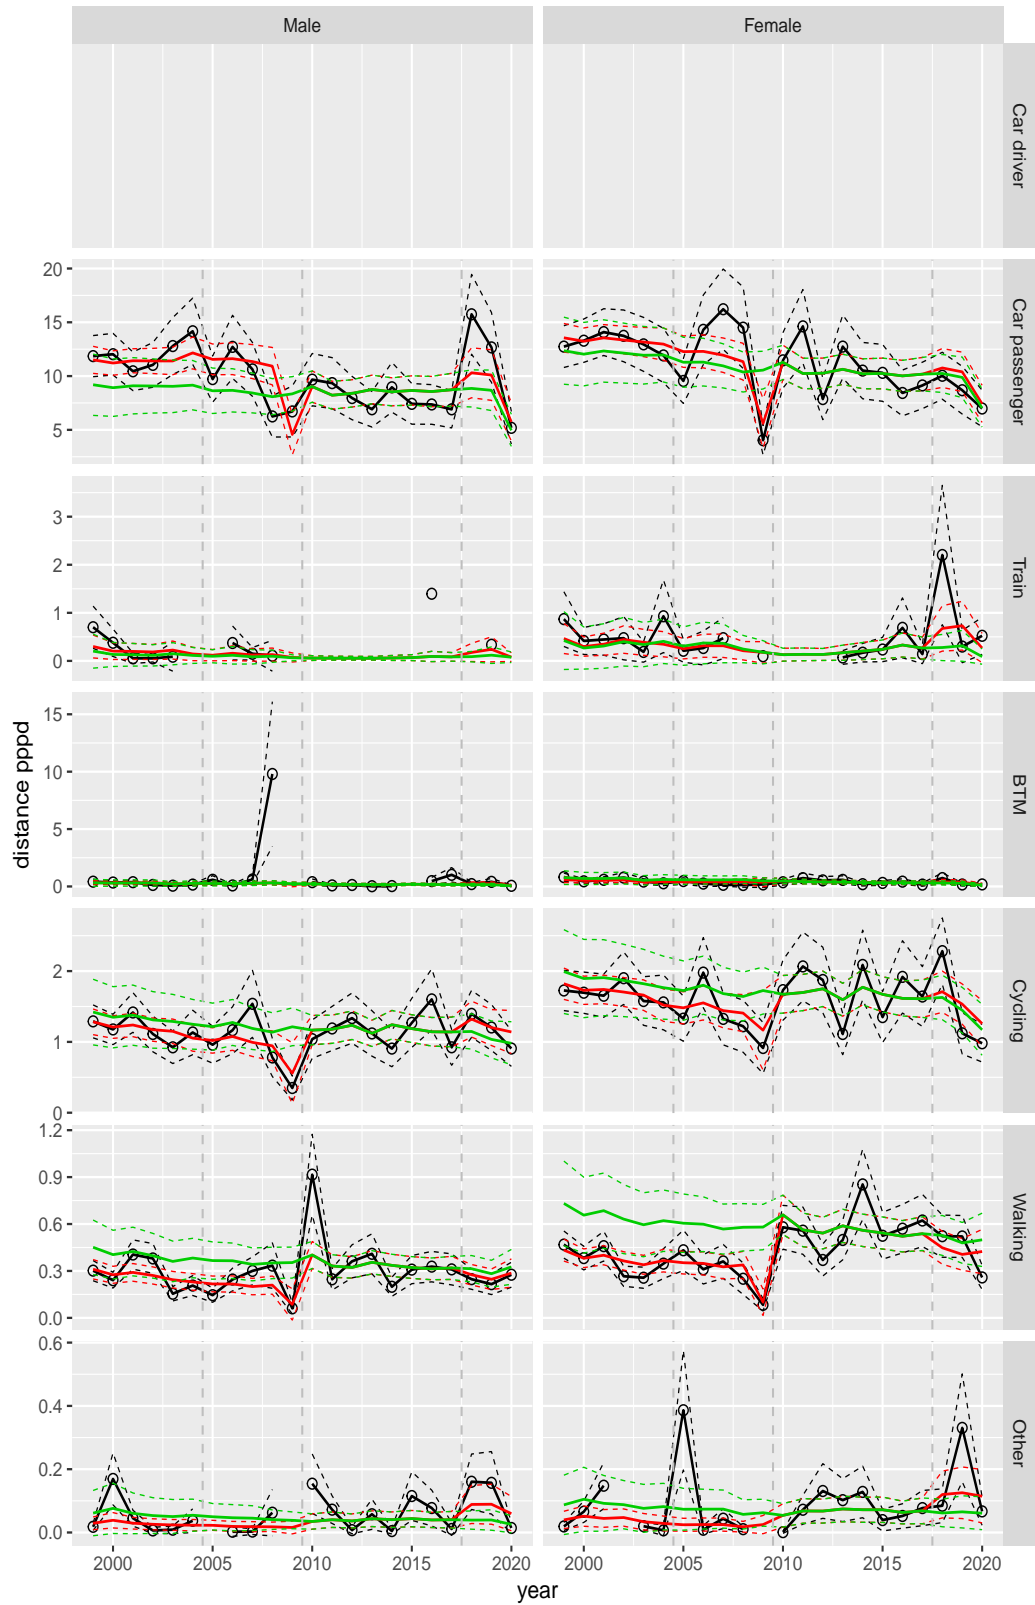 Male Female
Car driver
20
15
10
5
Car passenger
3
2
1
0
Train
15
10
5
0
BTM
2
1
0
Cycling
1.2
0.9
0.6
0.3
0.0
Walking
0.6
0.4
0.2
0.0
Other
distance pppd
2000 2005 2010 2015 2020 2000 2005 2010 2015 2020
year